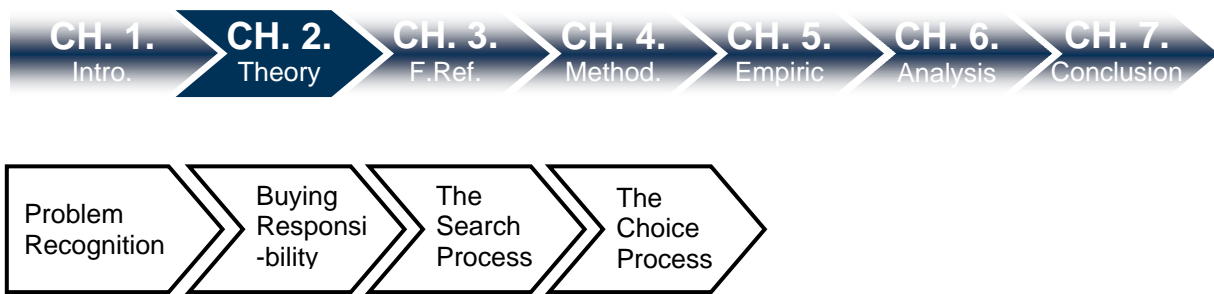 CH. 1. CH. 2. CH. 3. CH. 4. CH. 5. CH. 6. CH. 7.
Intro. Theory F.Ref. Method. Empiric Analysis Conclusion
Problem
Recognition
Buying
Responsi
-bility
The
Search
Process
The
Choice
Process